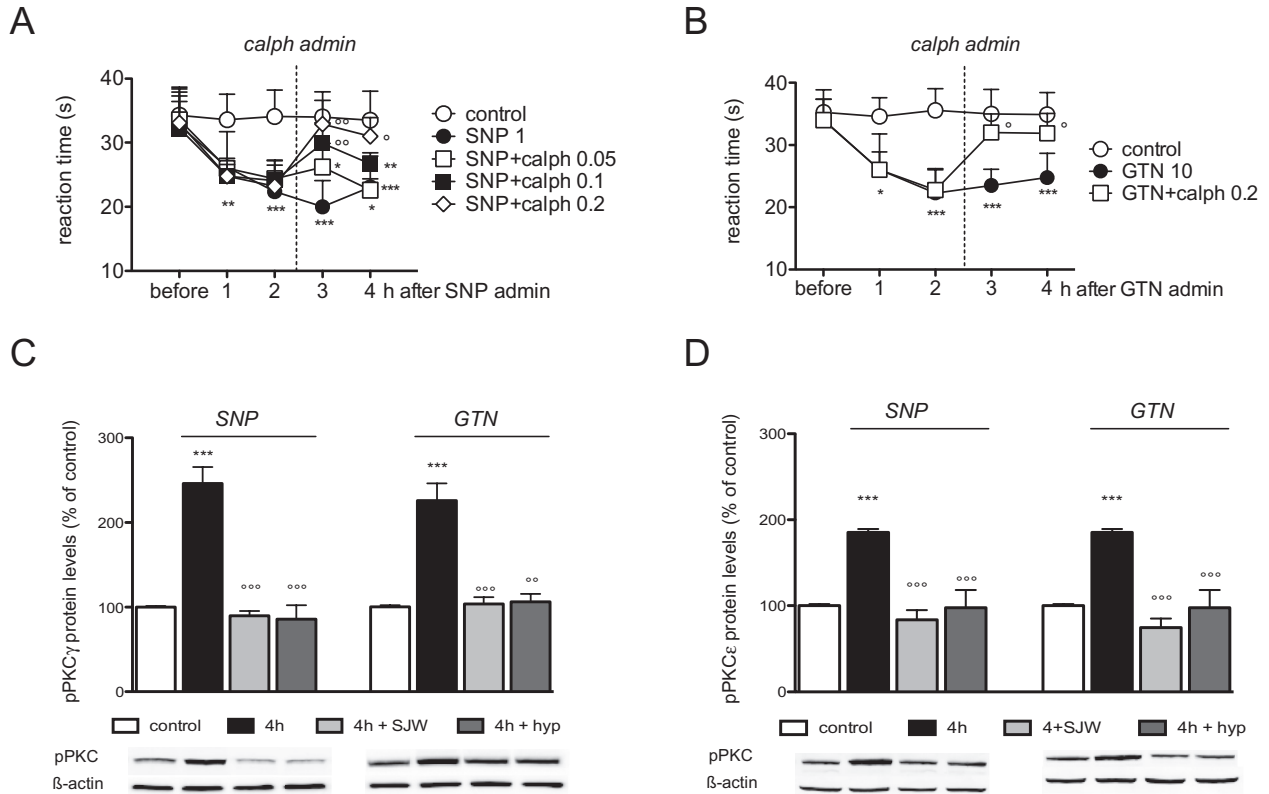 A
calph admin
reaction time (s)
40
30
20
10
°°
°°
*
**
***
°
**
***
***
*
before 1 2 3 4 h after SNP admin
control
SNP 1
SNP+calph 0.05
SNP+calph 0.1
SNP+calph 0.2
B
calph admin
reaction time (s)
40
30
20
10
°
°
*
***
***
***
before 1 2 3 4 h after GTN admin
control
GTN 10
GTN+calph 0.2
C
SNP
GTN
pPKCγ protein levels (% of control)
300
200
100
0
***
°°°
°°°
***
°°°
°°
control 4h 4h + SJW 4h + hyp
pPKC
ß-actin
D
SNP
GTN
pPKCε protein levels (% of control)
300
200
100
0
***
°°°
°°°
***
°°°
°°°
control 4h 4+SJW 4h + hyp
pPKC
ß-actin